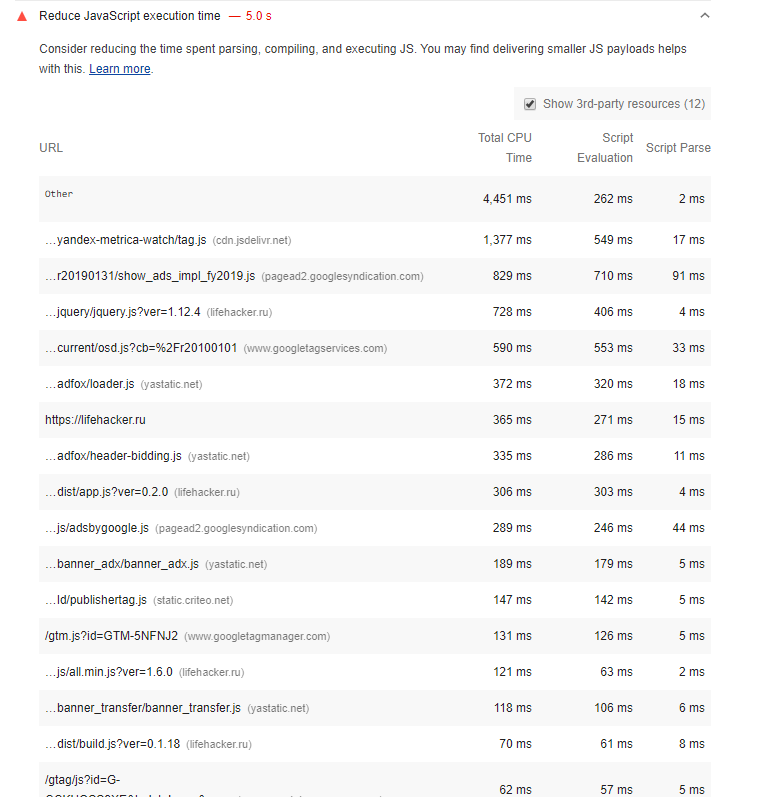 Reduce JavaScript execution time — 5.0 s
Consider reducing the time spent parsing, compiling, and executing JS. You may find delivering smaller JS payloads helps
with this. Learn more.
Show 3rd-party resources (12)
URL Total CPU Time Script Evaluation Script Parse
Other 4,451 ms 262 ms 2 ms
…yandex-metrica-watch/tag.js (cdn.jsdelivr.net) 1,377 ms 549 ms 17 ms
…r20190131/show_ads_impl_fy2019.js (pagead2.googlesyndication.com) 829 ms 710 ms 91 ms
…jquery/jquery.js?ver=1.12.4 (lifehacker.ru) 728 ms 406 ms 4 ms
…current/osd.js?cb=%2Fr20100101 (www.googletagservices.com) 590 ms 553 ms 33 ms
…adfox/loader.js (yastatic.net) 372 ms 320 ms 18 ms
https://lifehacker.ru 365 ms 271 ms 15 ms
…adfox/header-bidding.js (yastatic.net) 335 ms 286 ms 11 ms
…dist/app.js?ver=0.2.0 (lifehacker.ru) 306 ms 303 ms 4 ms
…js/adsbygoogle.js (pagead2.googlesyndication.com) 289 ms 246 ms 44 ms
…banner_adx/banner_adx.js (yastatic.net) 189 ms 179 ms 5 ms
…ld/publishertag.js (static.criteo.net) 147 ms 142 ms 5 ms
/gtm.js?id=GTM-5NFNJ2 (www.googletagmanager.com) 131 ms 126 ms 5 ms
…js/all.min.js?ver=1.6.0 (lifehacker.ru) 121 ms 63 ms 2 ms
…banner_transfer/banner_transfer.js (yastatic.net) 118 ms 106 ms 6 ms
…dist/build.js?ver=0.1.18 (lifehacker.ru) 70 ms 61 ms 8 ms
/gtag/js?id=G- 62 ms 57 ms 5 ms